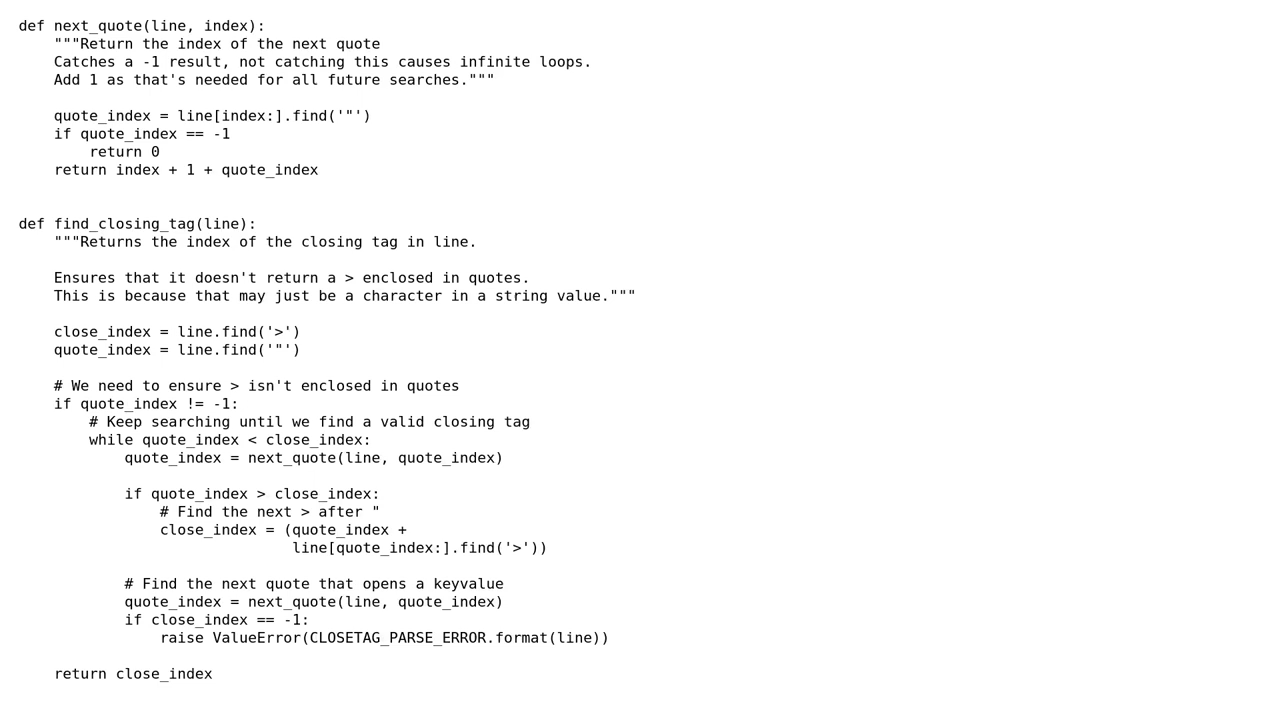 def next_quote(line, index):
    """Return the index of the next quote
    Catches a -1 result, not catching this causes infinite loops.
    Add 1 as that's needed for all future searches."""

    quote_index = line[index:].find('"')
    if quote_index == -1
        return 0
    return index + 1 + quote_index


def find_closing_tag(line):
    """Returns the index of the closing tag in line.

    Ensures that it doesn't return a > enclosed in quotes.
    This is because that may just be a character in a string value."""

    close_index = line.find('>')
    quote_index = line.find('"')

    # We need to ensure > isn't enclosed in quotes
    if quote_index != -1:
        # Keep searching until we find a valid closing tag
        while quote_index < close_index:
            quote_index = next_quote(line, quote_index)

            if quote_index > close_index:
                # Find the next > after "
                close_index = (quote_index +
                               line[quote_index:].find('>'))

            # Find the next quote that opens a keyvalue
            quote_index = next_quote(line, quote_index)
            if close_index == -1:
                raise ValueError(CLOSETAG_PARSE_ERROR.format(line))

    return close_index